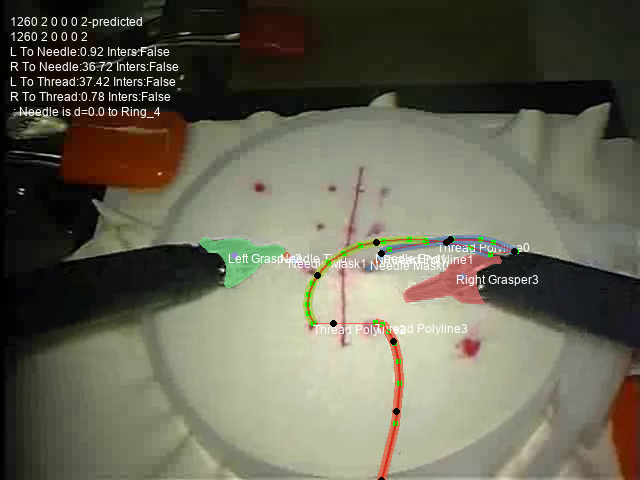 1260 2 0 0 0 2-predicted
1260 2 0 0 0 2
L To Needle:0.92 Inters:False
R To Needle:36.72 Inters:False
L To Thread:37.42 Inters:False
R To Thread:0.78 Inters:False
: Needle is d=0.0 to Ring_4
Thread Polyline0
Left Grasper2
Needle Mask1
Needle Mask0
Right Grasper3
Thread Polyline3